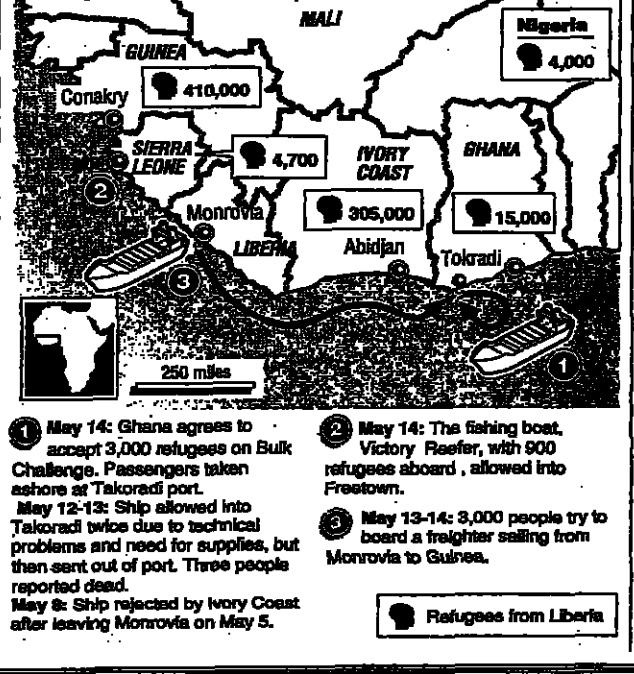 MALI
Nigeria
4,000
GUINEA
410,000
Conakry
SIERRA
LEONE
4,700
IVORY
COAST
GHANA
2
Monrovia
305,000
15,000
LIBERIA
Abidjan
Tokradi
3
1
250 miles
1 May 14: Ghana agrees to
accept 3,000 refugees on Bulk
Challenge. Passengers taken
ashore at Takoradi port.
May 12-13: Ship allowed into
Takoradi twice due to technical
problems and need for supplies, but
then sent out of port. Three people
reported dead.
May 8: Ship rejected by Ivory Coast
after leaving Monrovia on May 5.
2 May 14: The fishing boat,
Victory Reefer, with 900
refugees aboard , allowed into
Freetown.
3 May 13-14: 3,000 people try to
board a freighter sailing from
Monrovia to Guinea.
Refugees from Liberia